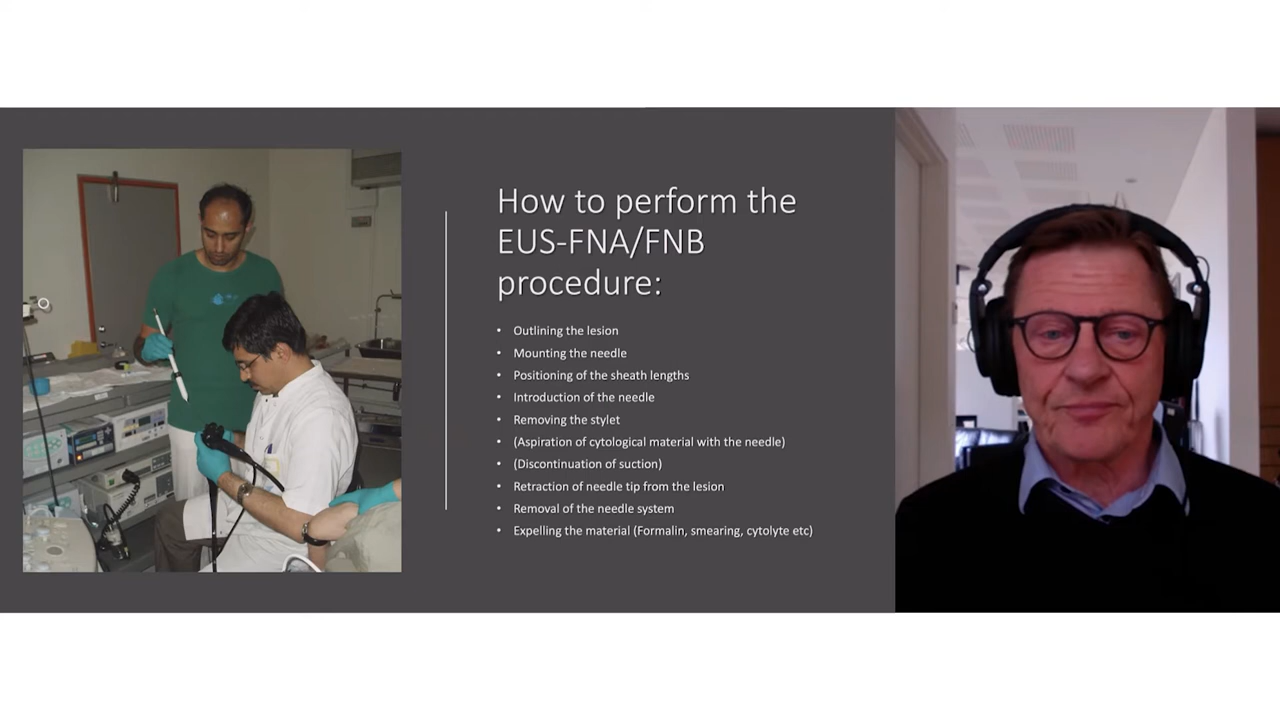 How to perform the
EUS-FNA/FNB
procedure:
• Outlining the lesion
• Mounting the needle
• Positioning of the sheath lengths
• Introduction of the needle
• Removing the stylet
• (Aspiration of cytological material with the needle)
• (Discontinuation of suction)
• Retraction of needle tip from the lesion
• Removal of the needle system
• Expelling the material (Formalin, smearing, cytolyte etc)